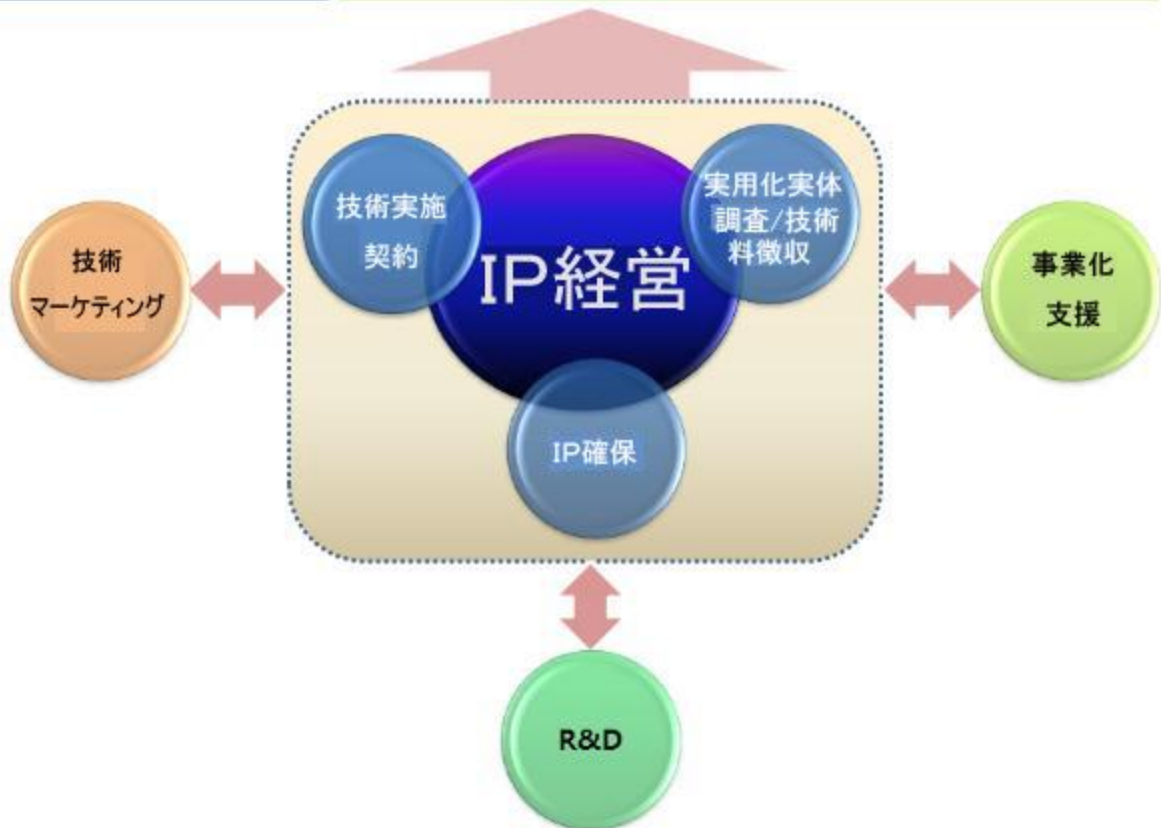 技術実施
契約
IP経営
実用化実体
調査/技術
料徴収
技術
マーケティング
事業化
支援
IP確保
R&D